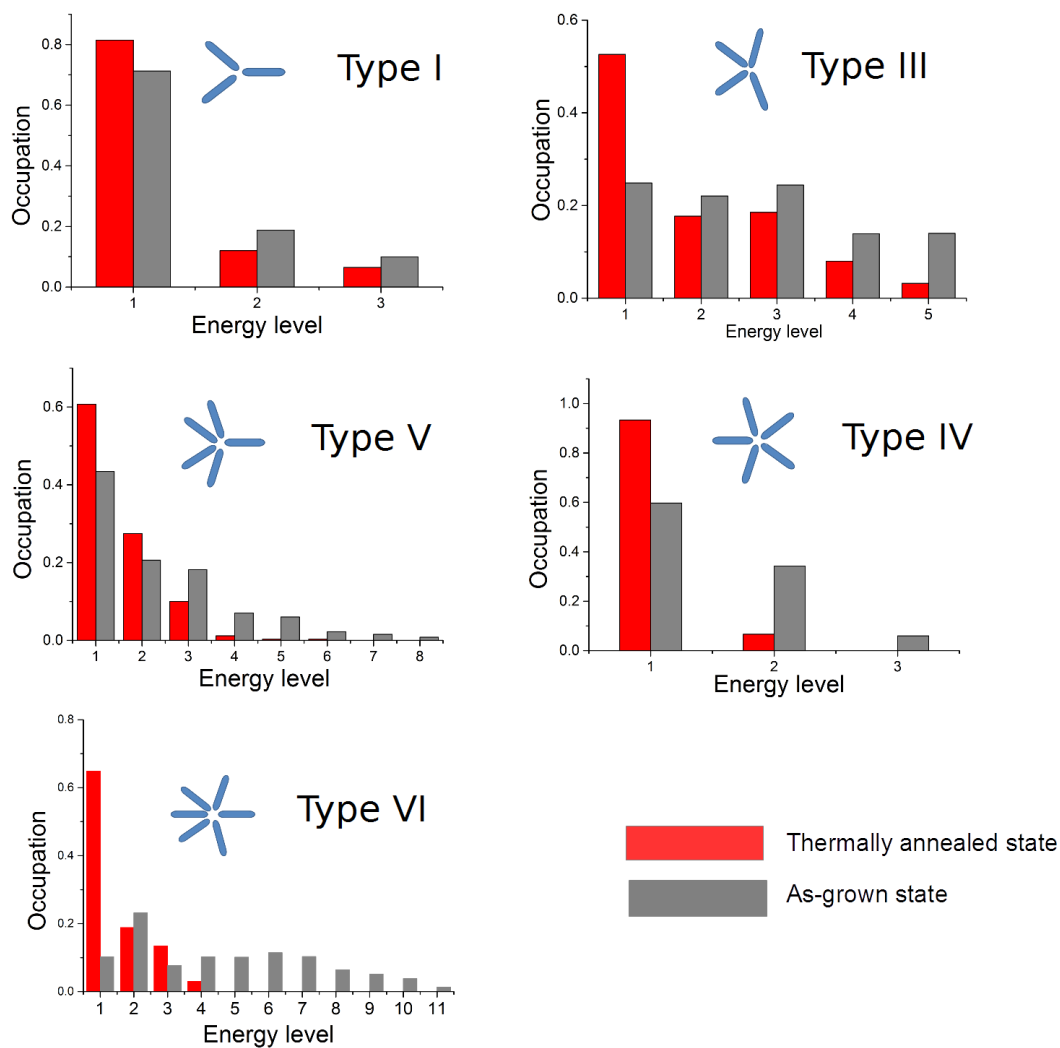 Type I
Occupation
0.8
0.6
0.4
0.2
0.0
1 2 3
Energy level
Type III
Occupation
0.6
0.4
0.2
0.0
1 2 3 4 5
Energy level
Type V
Occupation
0.6
0.4
0.2
0.0
1 2 3 4 5 6 7 8
Energy level
Type IV
Occupation
1.0
0.8
0.6
0.4
0.2
0.0
1 2 3
Energy level
Type VI
Occupation
0.8
0.6
0.4
0.2
0.0
1 2 3 4 5 6 7 8 9 10 11
Energy level
Thermally annealed state
As-grown state